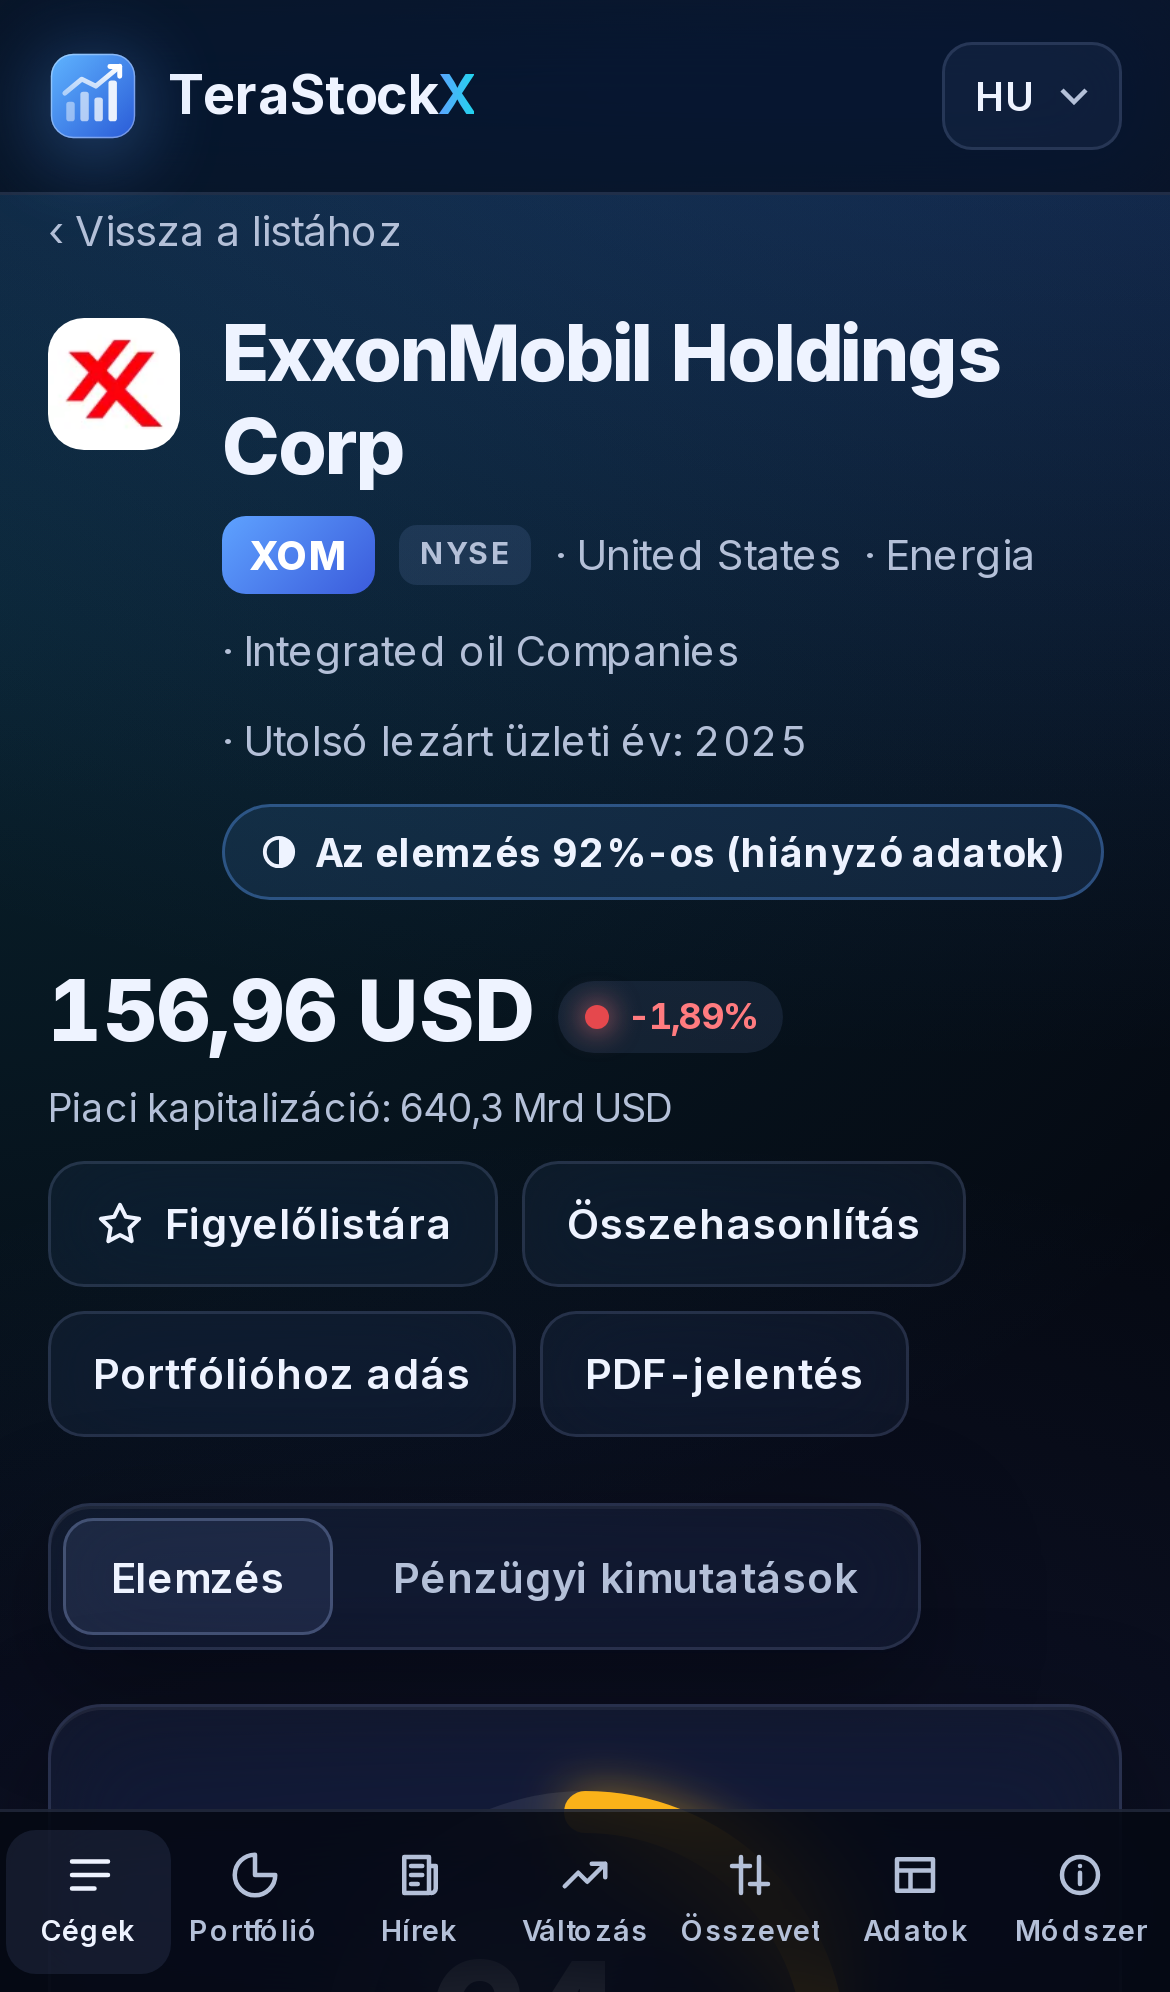 TeraStockX
HU
‹ Vissza a listához
ExxonMobil Holdings
Corp
XOM NYSE · United States · Energia
· Integrated oil Companies
· Utolsó lezárt üzleti év: 2025
Az elemzés 92%-os (hiányzó adatok)
156,96 USD -1,89%
Piaci kapitalizáció: 640,3 Mrd USD
Figyelőlistára Összehasonlítás
Portfólióhoz adás PDF-jelentés
Elemzés Pénzügyi kimutatások
Cégek Portfólió Hírek Változás Összevet Adatok Módszer